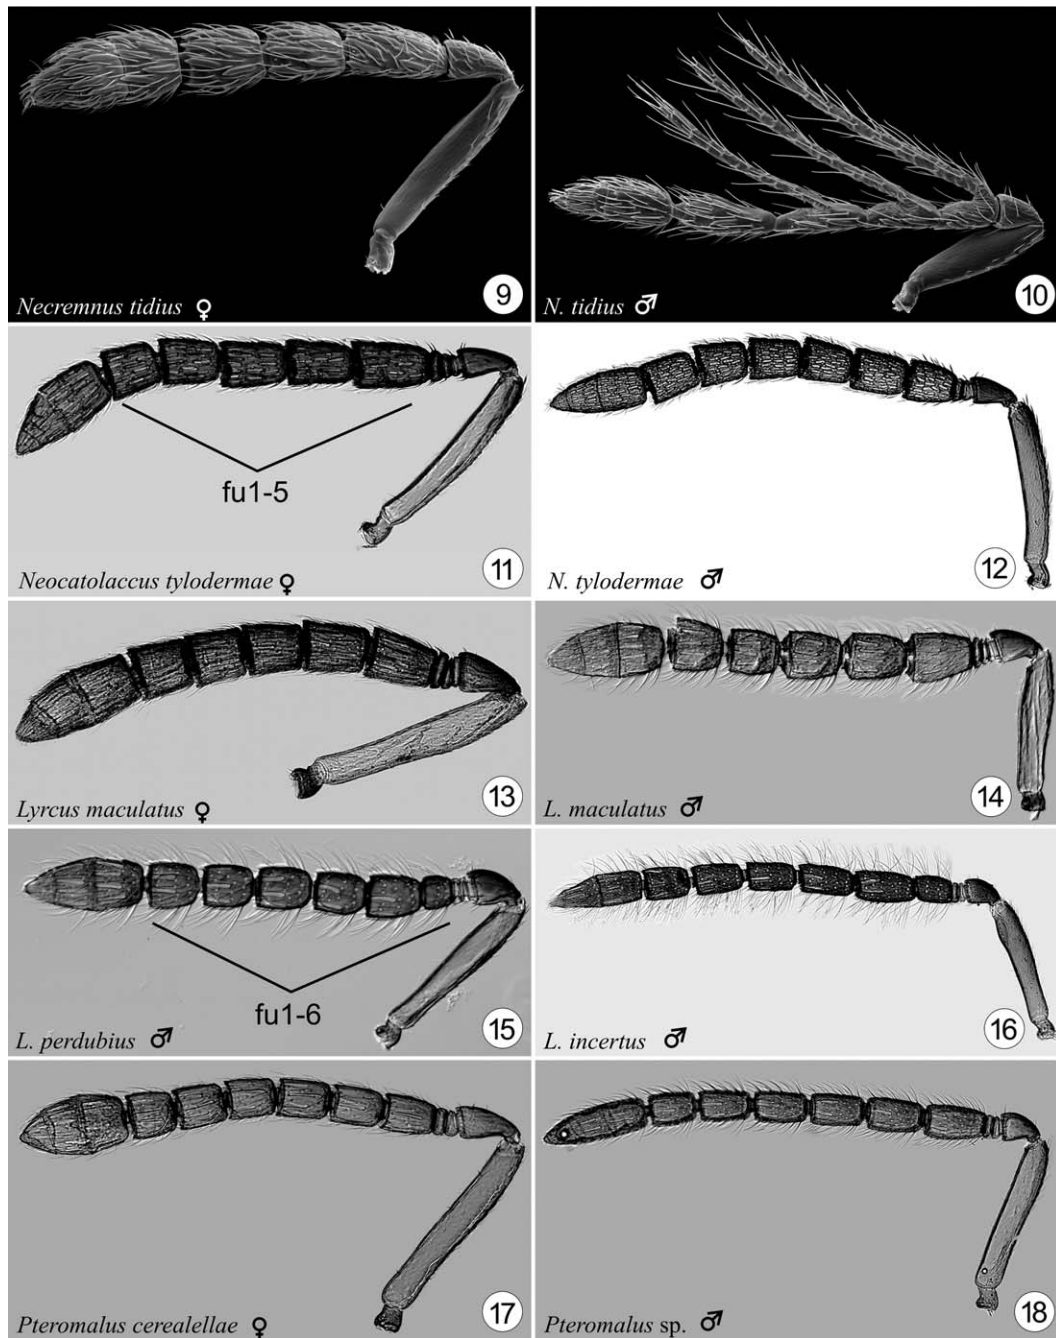 Necremnus tidius ♀ 9
N. tidius ♂ 10
fu1-5
Neocatolaccus tylodermae ♀ 11
N. tylodermae ♂ 12
Lyrcus maculatus ♀ 13
L. maculatus ♂ 14
fu1-6
L. perdubius ♂ 15
L. incertus ♂ 16
Pteromalus cerealellae ♀ 17
Pteromalus sp. ♂ 18